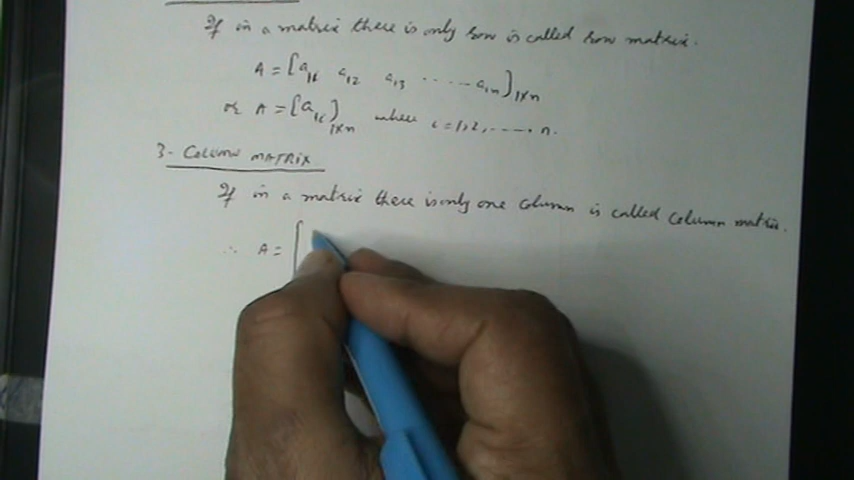 If in a matrix there is only row is called row matrix.
A = [a₁₁ a₁₂ a₁₃ ..... a₁ₙ]₁×ₙ
or A = [a₁ᵢ]₁×ₙ where i = 1, 2, ..... n.
3- COLUMN MATRIX
If in a matrix there is only one column is called column matrix.
∴ A = [